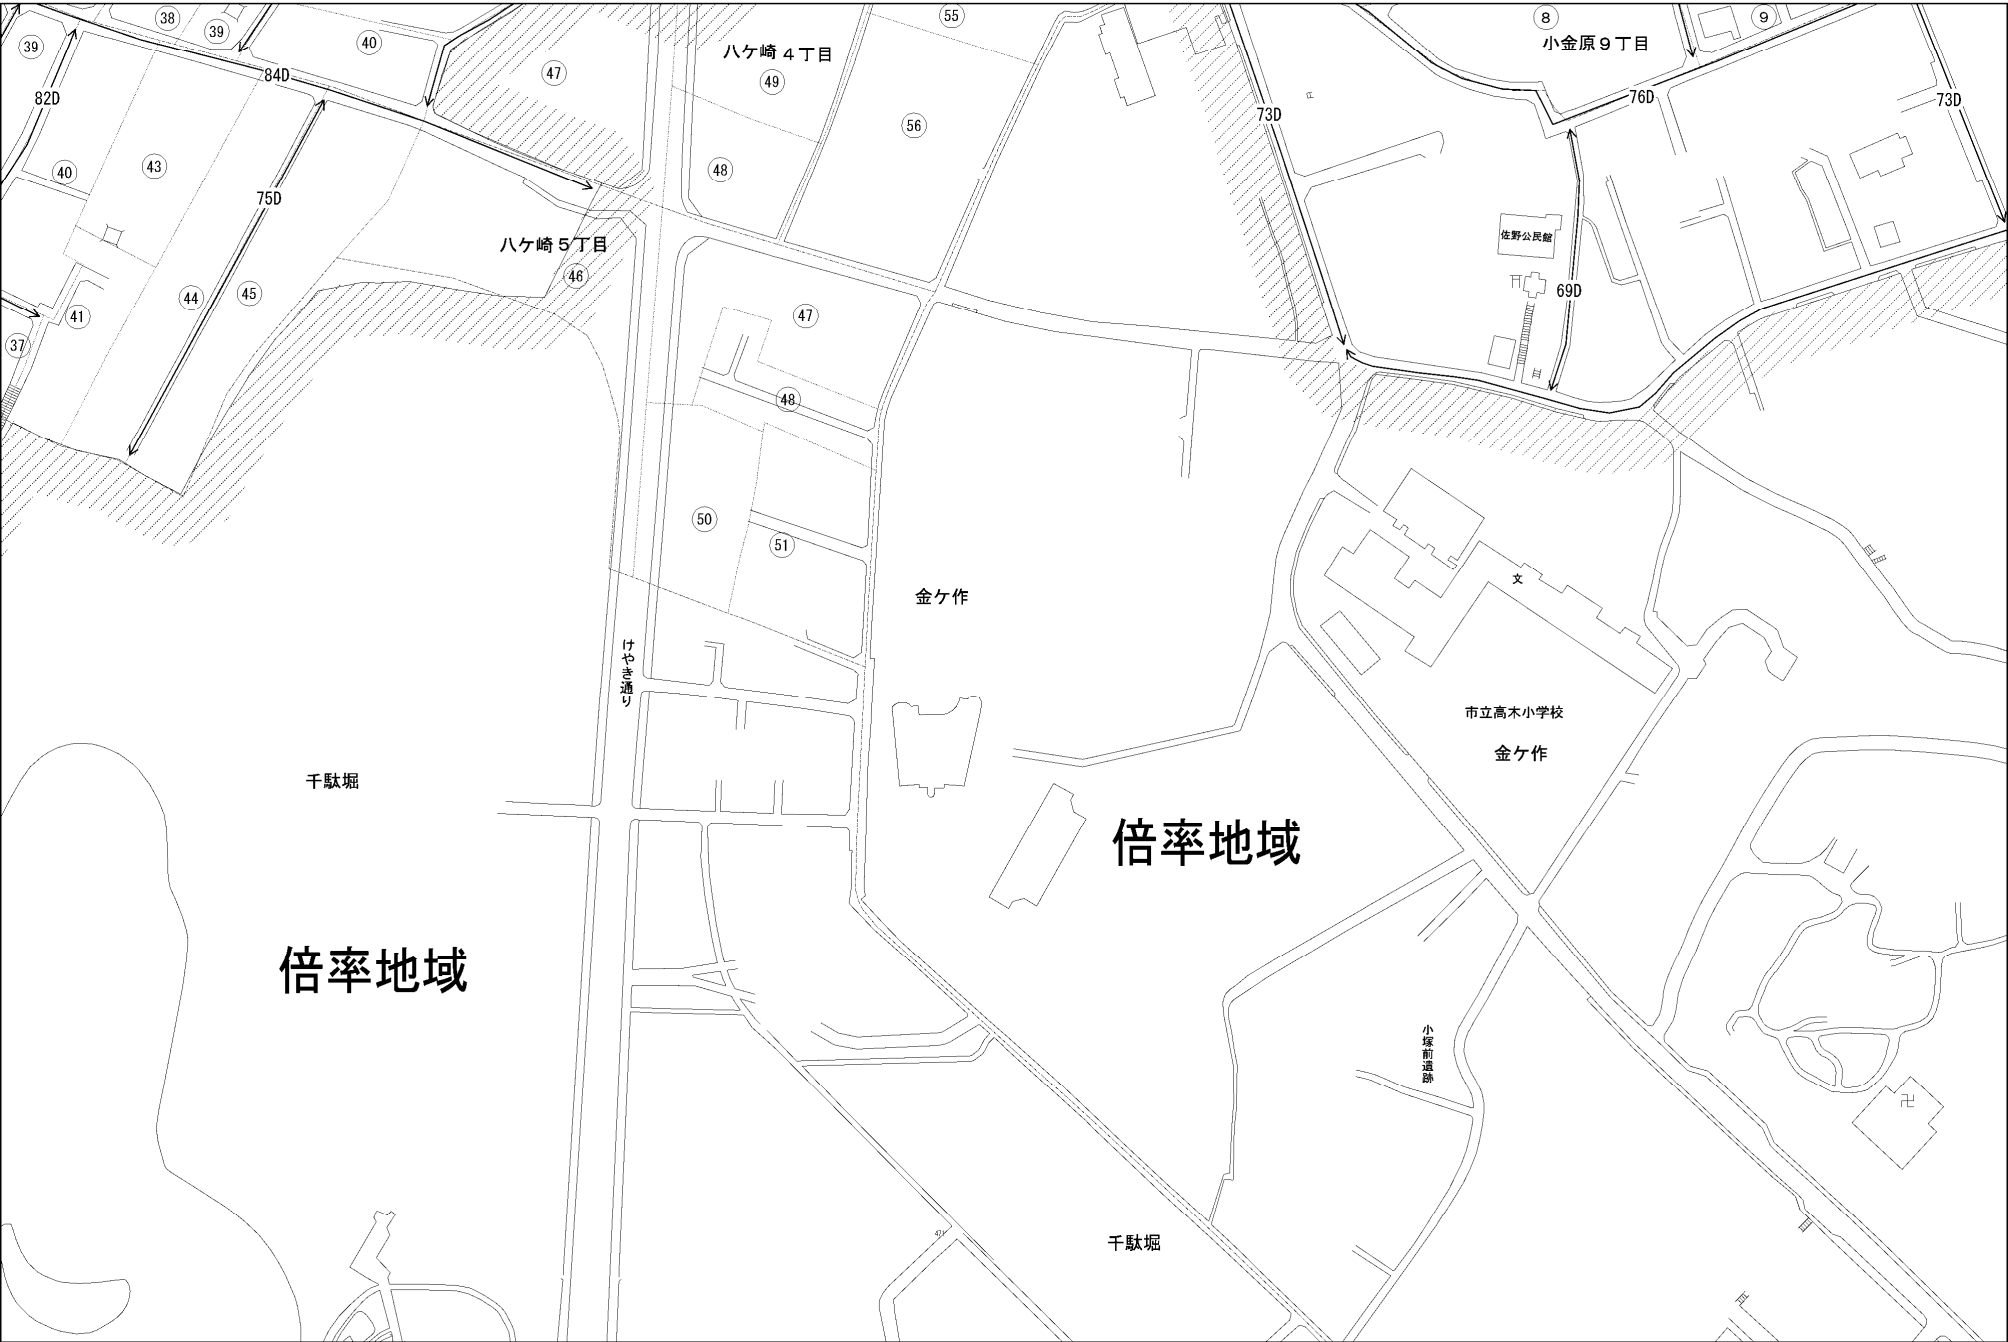 38
39
39
40
47
八ケ崎４丁目
49
55
56
8
小金原９丁目
9
84D
82D
73D
76D
73D
40
43
48
75D
八ケ崎５丁目
46
佐野公民館
44
45
69D
41
47
37
48
50
51
文
金ケ作
けやき通り
市立高木小学校
金ケ作
千駄堀
倍率地域
倍率地域
小塚前遺跡
卍
千駄堀
471